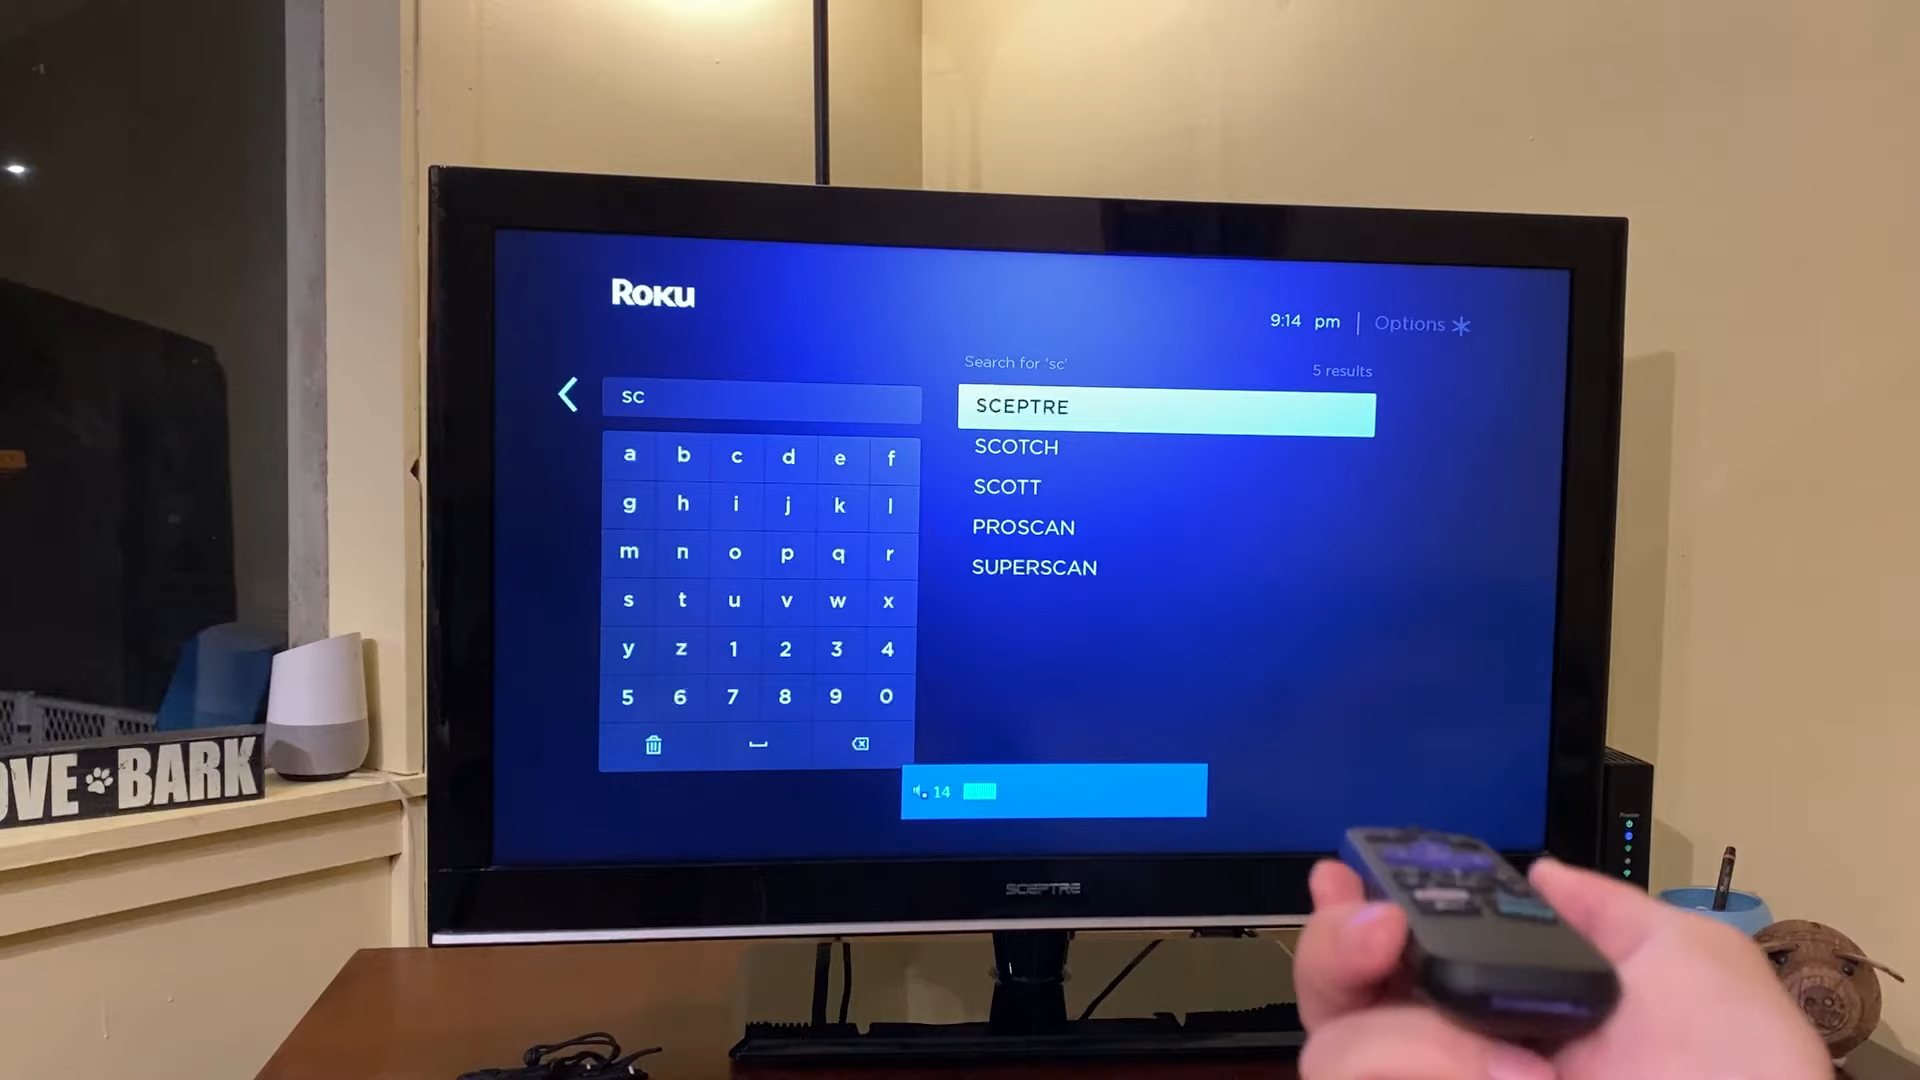 Roku
9:14 pm | Options
Search for 'sc'
5 results
sc
SCEPTRE
SCOTCH
SCOTT
PROSCAN
SUPERSCAN
a b c d e f
g h i j k l
m n o p q r
s t u v w x
y z 1 2 3 4
5 6 7 8 9 0
14
SCEPTRE
OVE BARK